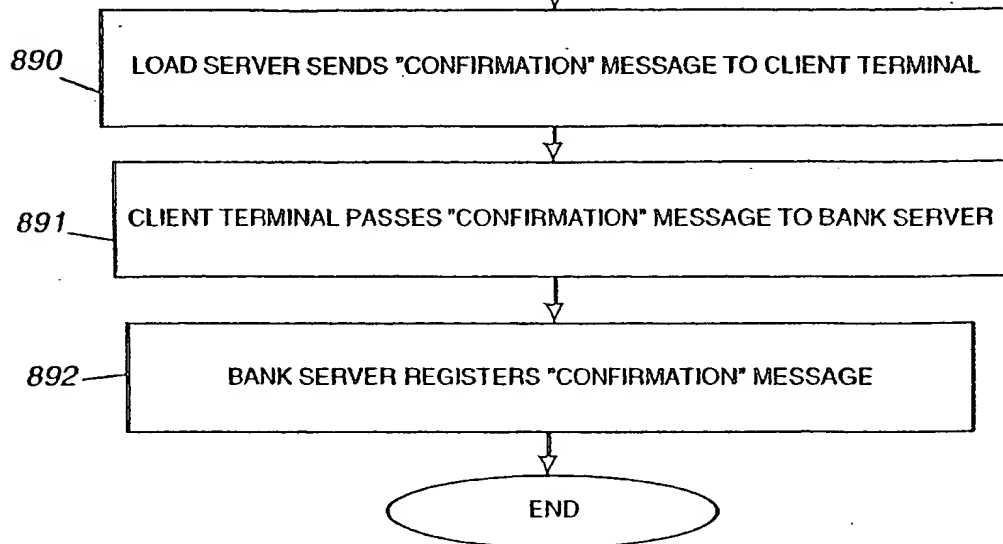 890
LOAD SERVER SENDS "CONFIRMATION" MESSAGE TO CLIENT TERMINAL
891
CLIENT TERMINAL PASSES "CONFIRMATION" MESSAGE TO BANK SERVER
892
BANK SERVER REGISTERS "CONFIRMATION" MESSAGE
END